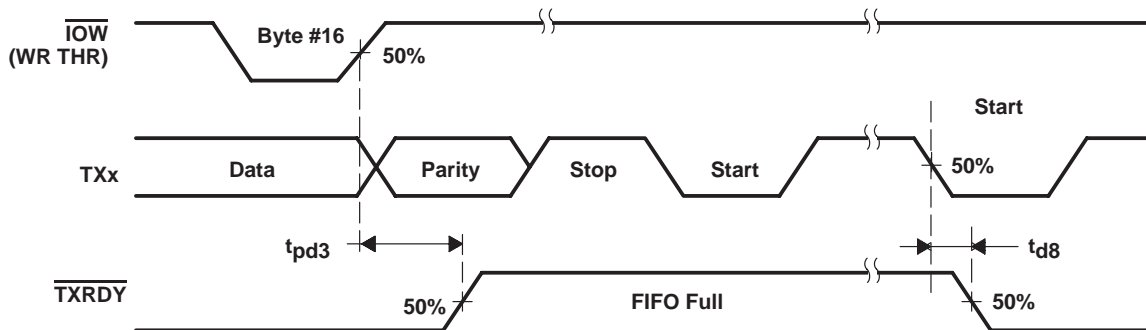 IOW
(WR THR)
Byte #16
50%
Start
TXx
Data
Parity
Stop
Start
50%
tpd3
td8
TXRDY
50%
FIFO Full
50%